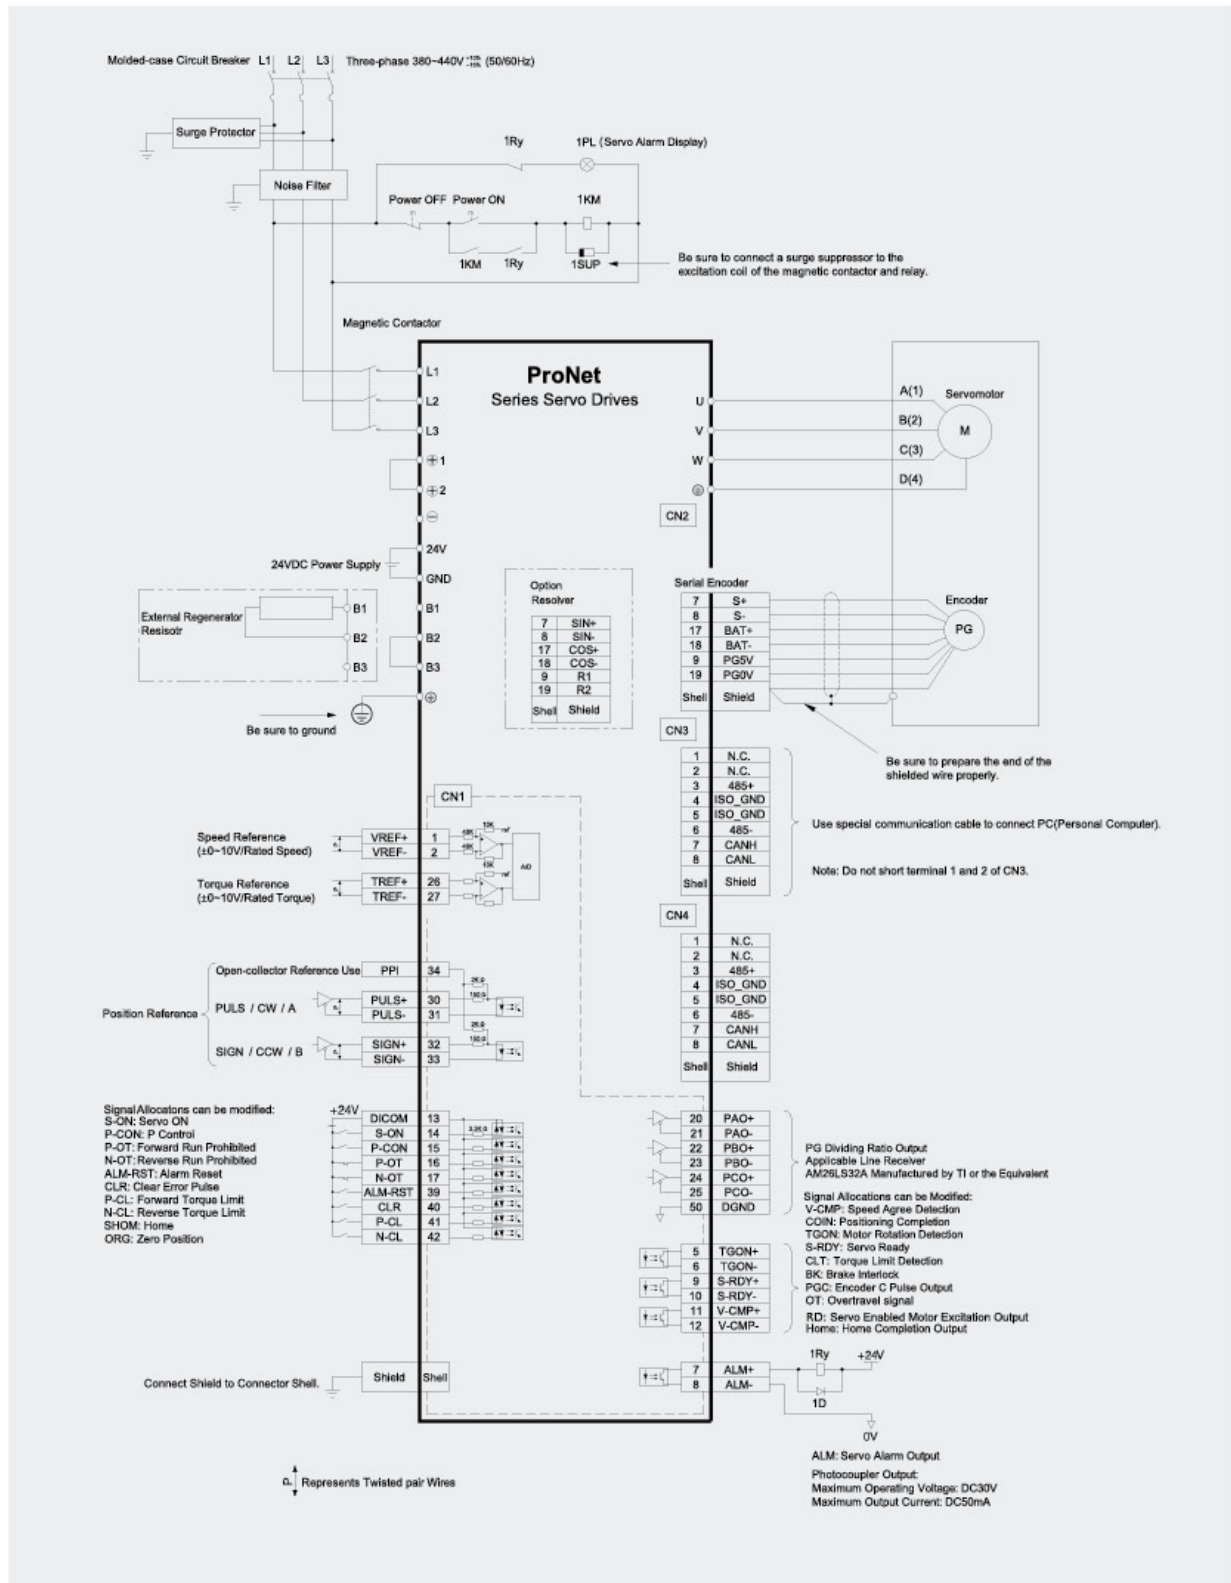 Molded-case Circuit Breaker L1 L2 L3 Three-phase 380~440V (50/60Hz)
Surge Protector
1Ry 1PL (Servo Alarm Display)
Noise Filter
Power OFF Power ON 1KM
1KM 1Ry 1SUP
Be sure to connect a surge suppressor to the
excitation coil of the magnetic contactor and relay.
Magnetic Contactor
ProNet
Series Servo Drives
L1
L2
L3
1
2
24VDC Power Supply
24V
GND
External Regenerator
Resisotr
B1
B2
B3
B1
B2
B3
Be sure to ground
U
V
W
A(1)
B(2)
C(3)
D(4)
Servomotor
M
CN2
Option
Resolver
7 SIN+
8 SIN-
17 COS+
18 COS-
9 R1
19 R2
Shell Shield
Serial Encoder
7 S+
8 S-
17 BAT+
18 BAT-
9 PG5V
19 PG0V
Shell Shield
Encoder
PG
Be sure to prepare the end of the
shielded wire properly.
CN3
1 N.C.
2 N.C.
3 485+
4 ISO_GND
5 ISO_GND
6 485-
7 CANH
8 CANL
Shell Shield
Use special communication cable to connect PC(Personal Computer).
Note: Do not short terminal 1 and 2 of CN3.
CN4
1 N.C.
2 N.C.
3 485+
4 ISO_GND
5 ISO_GND
6 485-
7 CANH
8 CANL
Shell Shield
CN1
Speed Reference
(±0~10V/Rated Speed)
P
VREF+ 1
VREF- 2
40K
40K
10K
10K
ref
A/D
Torque Reference
(±0~10V/Rated Torque)
P
TREF+ 26
TREF- 27
ref
Position Reference
Open-collector Reference Use PPI 34
PULS / CW / A
P
PULS+ 30
PULS- 31
2K Ω
150 Ω
SIGN / CCW / B
P
SIGN+ 32
SIGN- 33
2K Ω
150 Ω
Signal Allocatons can be modified:
S-ON: Servo ON
P-CON: P Control
P-OT: Forward Run Prohibited
N-OT: Reverse Run Prohibited
ALM-RST: Alarm Reset
CLR: Clear Error Pulse
P-CL: Forward Torque Limit
N-CL: Reverse Torque Limit
SHOM: Home
ORG: Zero Position
+24V
DICOM 13
S-ON 14
P-CON 15
P-OT 16
N-OT 17
ALM-RST 39
CLR 40
P-CL 41
N-CL 42
3.3K Ω
20 PAO+
21 PAO-
22 PBO+
23 PBO-
24 PCO+
25 PCO-
50 DGND
PG Dividing Ratio Output
Applicable Line Receiver
AM26LS32A Manufactured by TI or the Equivalent
Signal Allocations can be Modified:
V-CMP: Speed Agree Detection
COIN: Positioning Completion
TGON: Motor Rotation Detection
S-RDY: Servo Ready
CLT: Torque Limit Detection
BK: Brake Interlock
PGC: Encoder C Pulse Output
OT: Overtravel signal
RD: Servo Enabled Motor Excitation Output
Home: Home Completion Output
5 TGON+
6 TGON-
9 S-RDY+
10 S-RDY-
11 V-CMP+
12 V-CMP-
7 ALM+
8 ALM-
1Ry
+24V
1D
0V
Connect Shield to Connector Shell.
Shield Shell
ALM: Servo Alarm Output
Photocoupler Output:
Maximum Operating Voltage: DC30V
Maximum Output Current: DC50mA
P Represents Twisted pair Wires